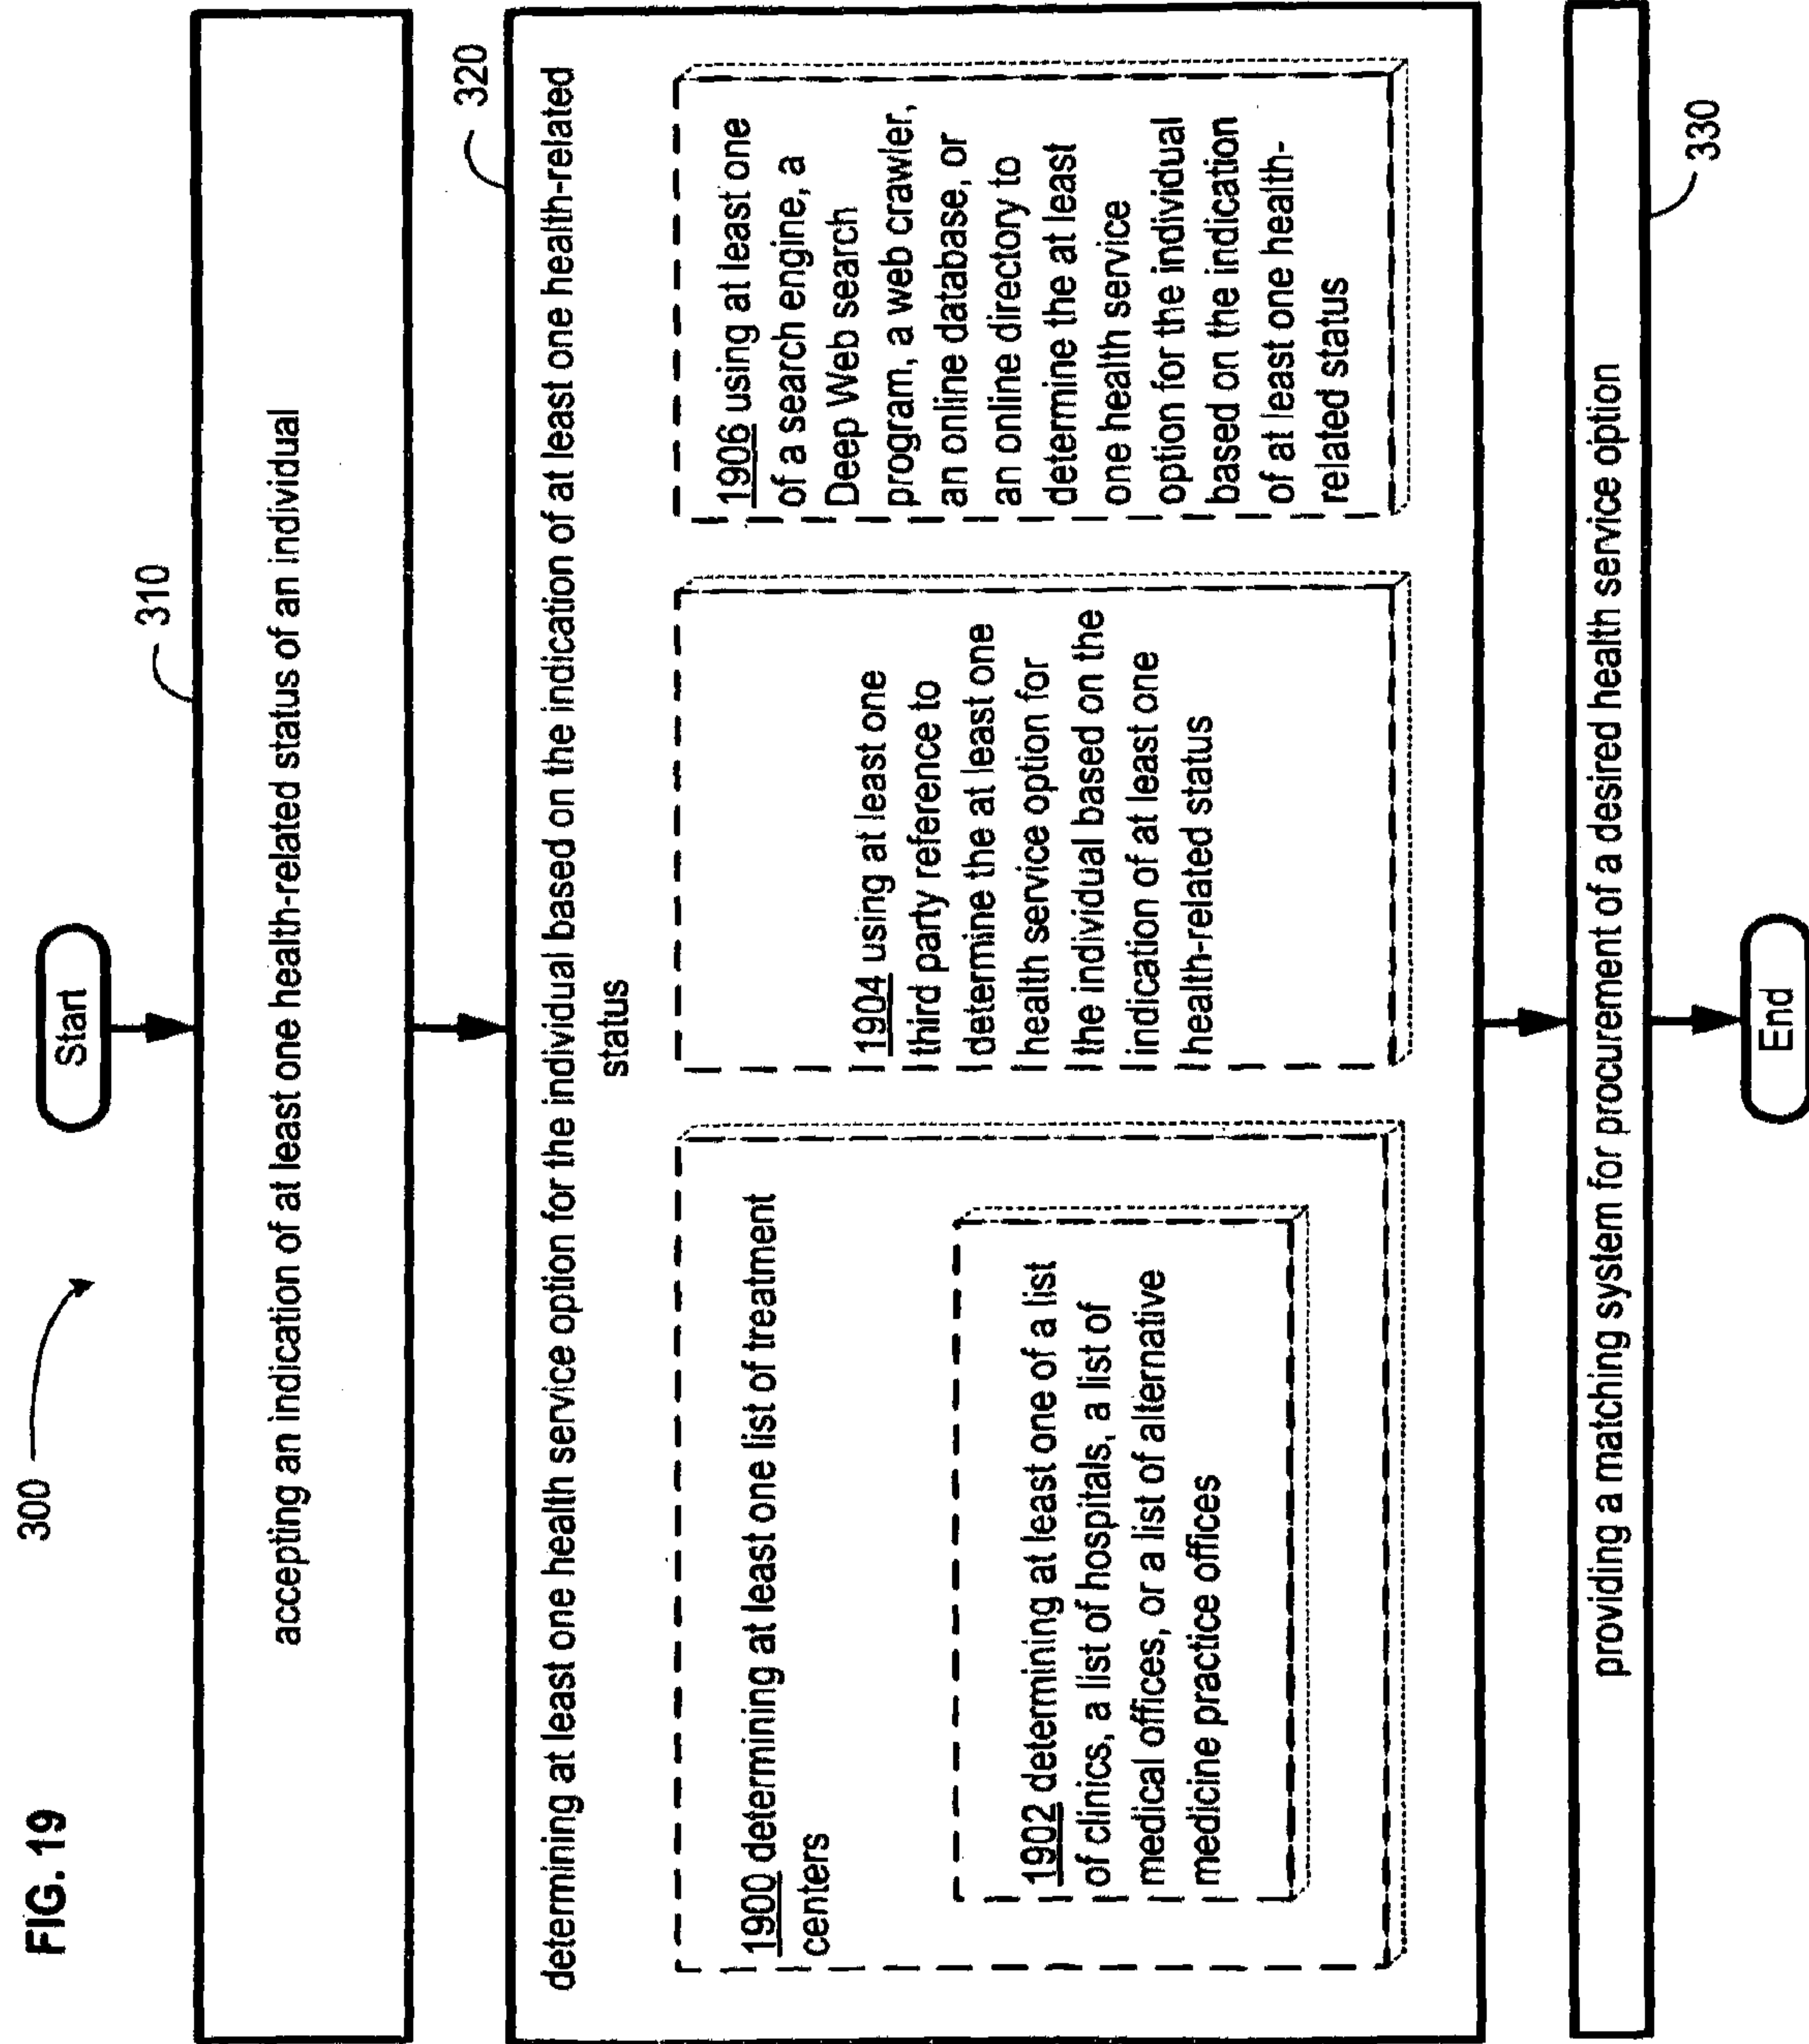 FIG. 19
300
Start
310
accepting an indication of at least one health-related status of an individual
320
determining at least one health service option for the individual based on the indication of at least one health-related
status
1900 determining at least one list of treatment
centers
1902 determining at least one of a list
of clinics, a list of hospitals, a list of
medical offices, or a list of alternative
medicine practice offices
1904 using at least one
third party reference to
determine the at least one
health service option for
the individual based on the
indication of at least one
health-related status
1906 using at least one
of a search engine, a
Deep Web search
program, a web crawler,
an online database, or
an online directory to
determine the at least
one health service
option for the individual
based on the indication
of at least one health-
related status
providing a matching system for procurement of a desired health service option
330
End